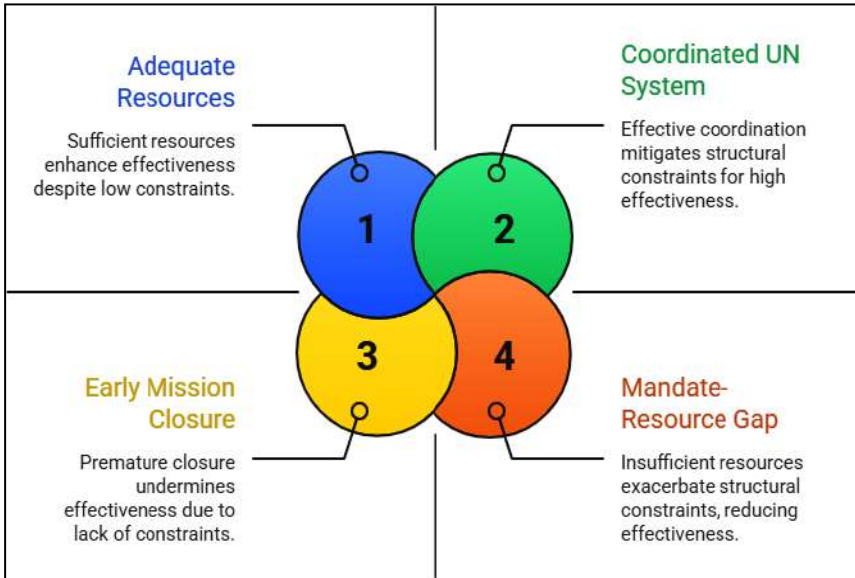 Adequate
Resources
Sufficient resources
enhance effectiveness
despite low constraints.
1
Coordinated UN
System
Effective coordination
mitigates structural
constraints for high
effectiveness.
2
Early Mission
Closure
Premature closure
undermines
effectiveness due to
lack of constraints.
3
Mandate-
Resource Gap
Insufficient resources
exacerbate structural
constraints, reducing
effectiveness.
4